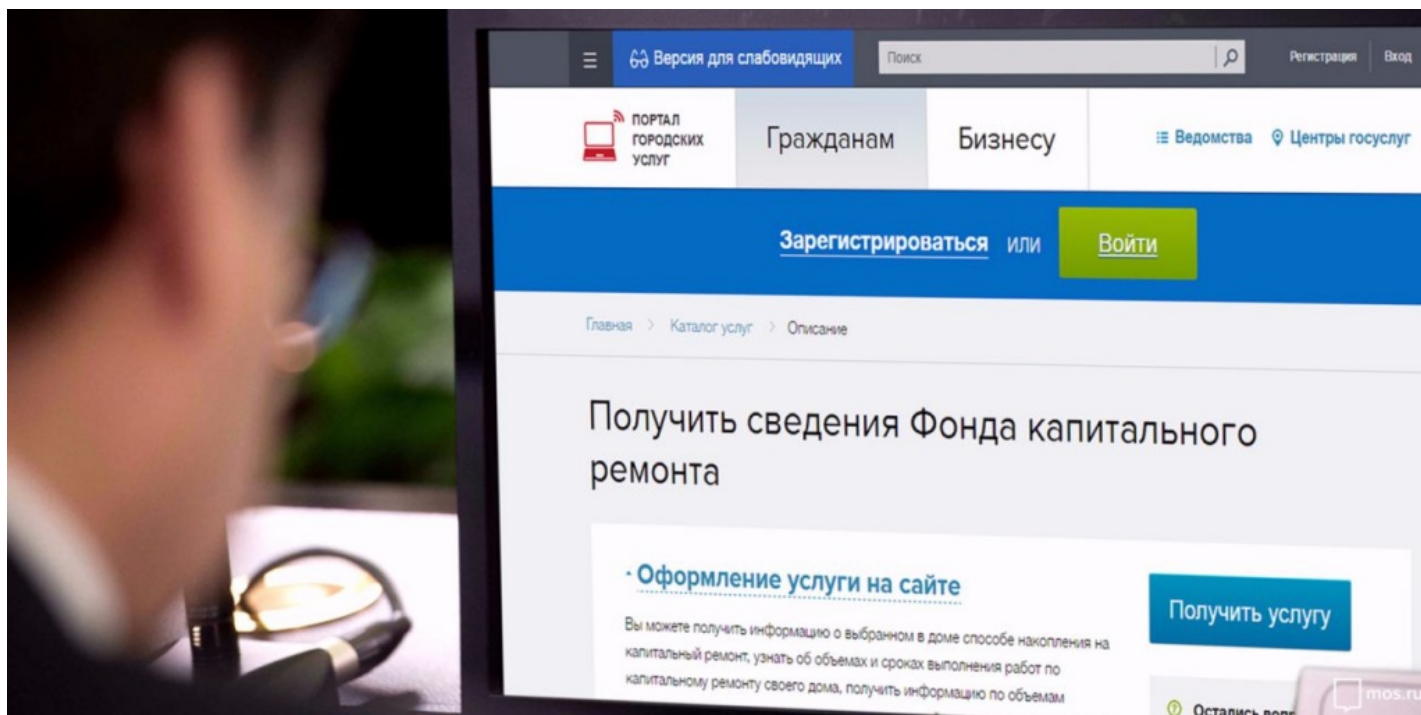 Версия для слабовидящих
Поиск
Регистрация
Вход
ПОРТАЛ
ГОРОДСКИХ
УСЛУГ
Гражданам
Бизнесу
Ведомства
Центры госуслуг
Зарегистрироваться или Войти
Главная > Каталог услуг > Описание
Получить сведения Фонда капитального
ремонта
· Оформление услуги на сайте
Вы можете получить информацию о выбранном в доме способе накопления на
капитальный ремонт, узнать об объемах и сроках выполнения работ по
капитальному ремонту своего дома, получить информацию по объемам
Получить услугу
Остались
mos.ru